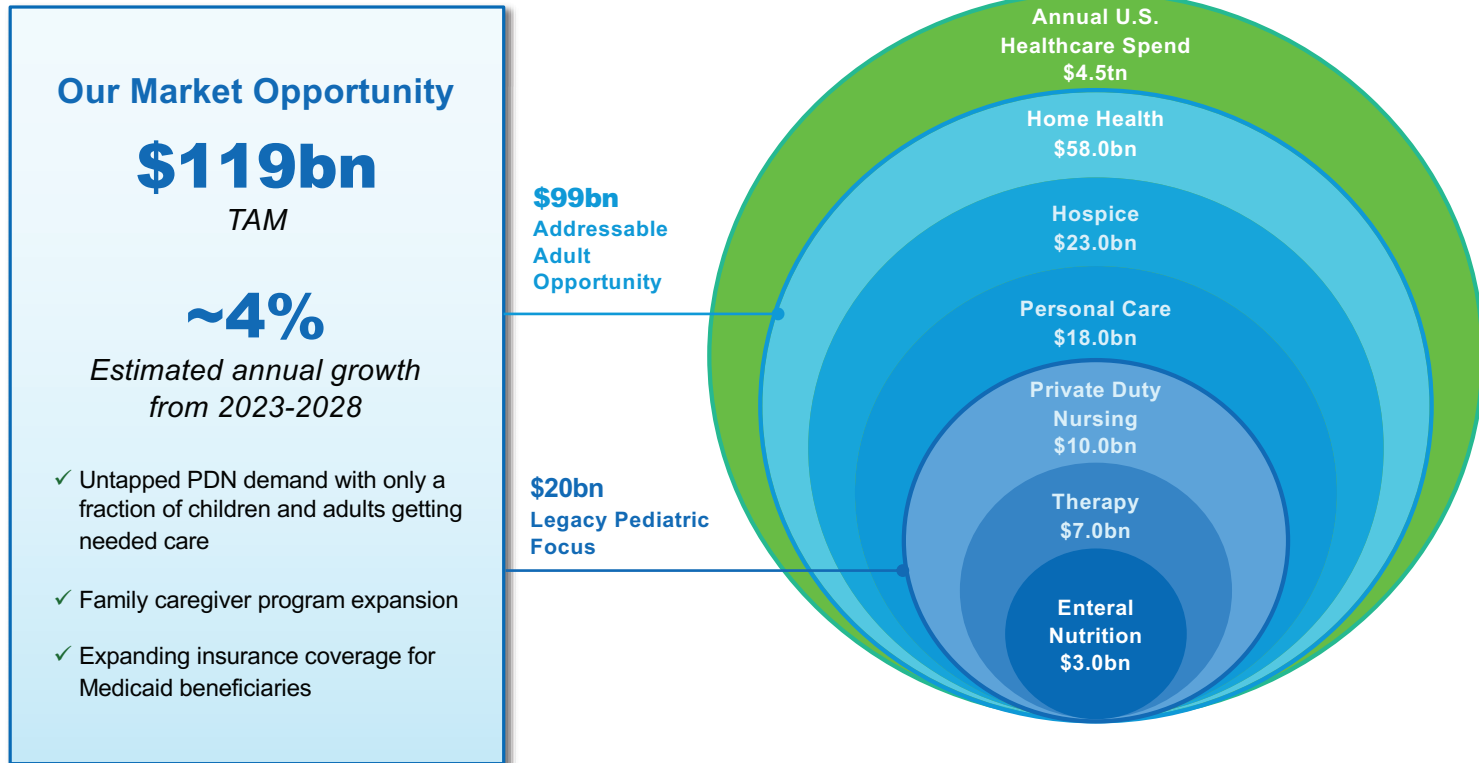 Our Market Opportunity
$119bn
TAM
~4%
Estimated annual growth
from 2023-2028
✓ Untapped PDN demand with only a
fraction of children and adults getting
needed care
✓ Family caregiver program expansion
✓ Expanding insurance coverage for
Medicaid beneficiaries
$99bn
Addressable
Adult
Opportunity
$20bn
Legacy Pediatric
Focus
Annual U.S.
Healthcare Spend
$4.5tn
Home Health
$58.0bn
Hospice
$23.0bn
Personal Care
$18.0bn
Private Duty
Nursing
$10.0bn
Therapy
$7.0bn
Enteral
Nutrition
$3.0bn